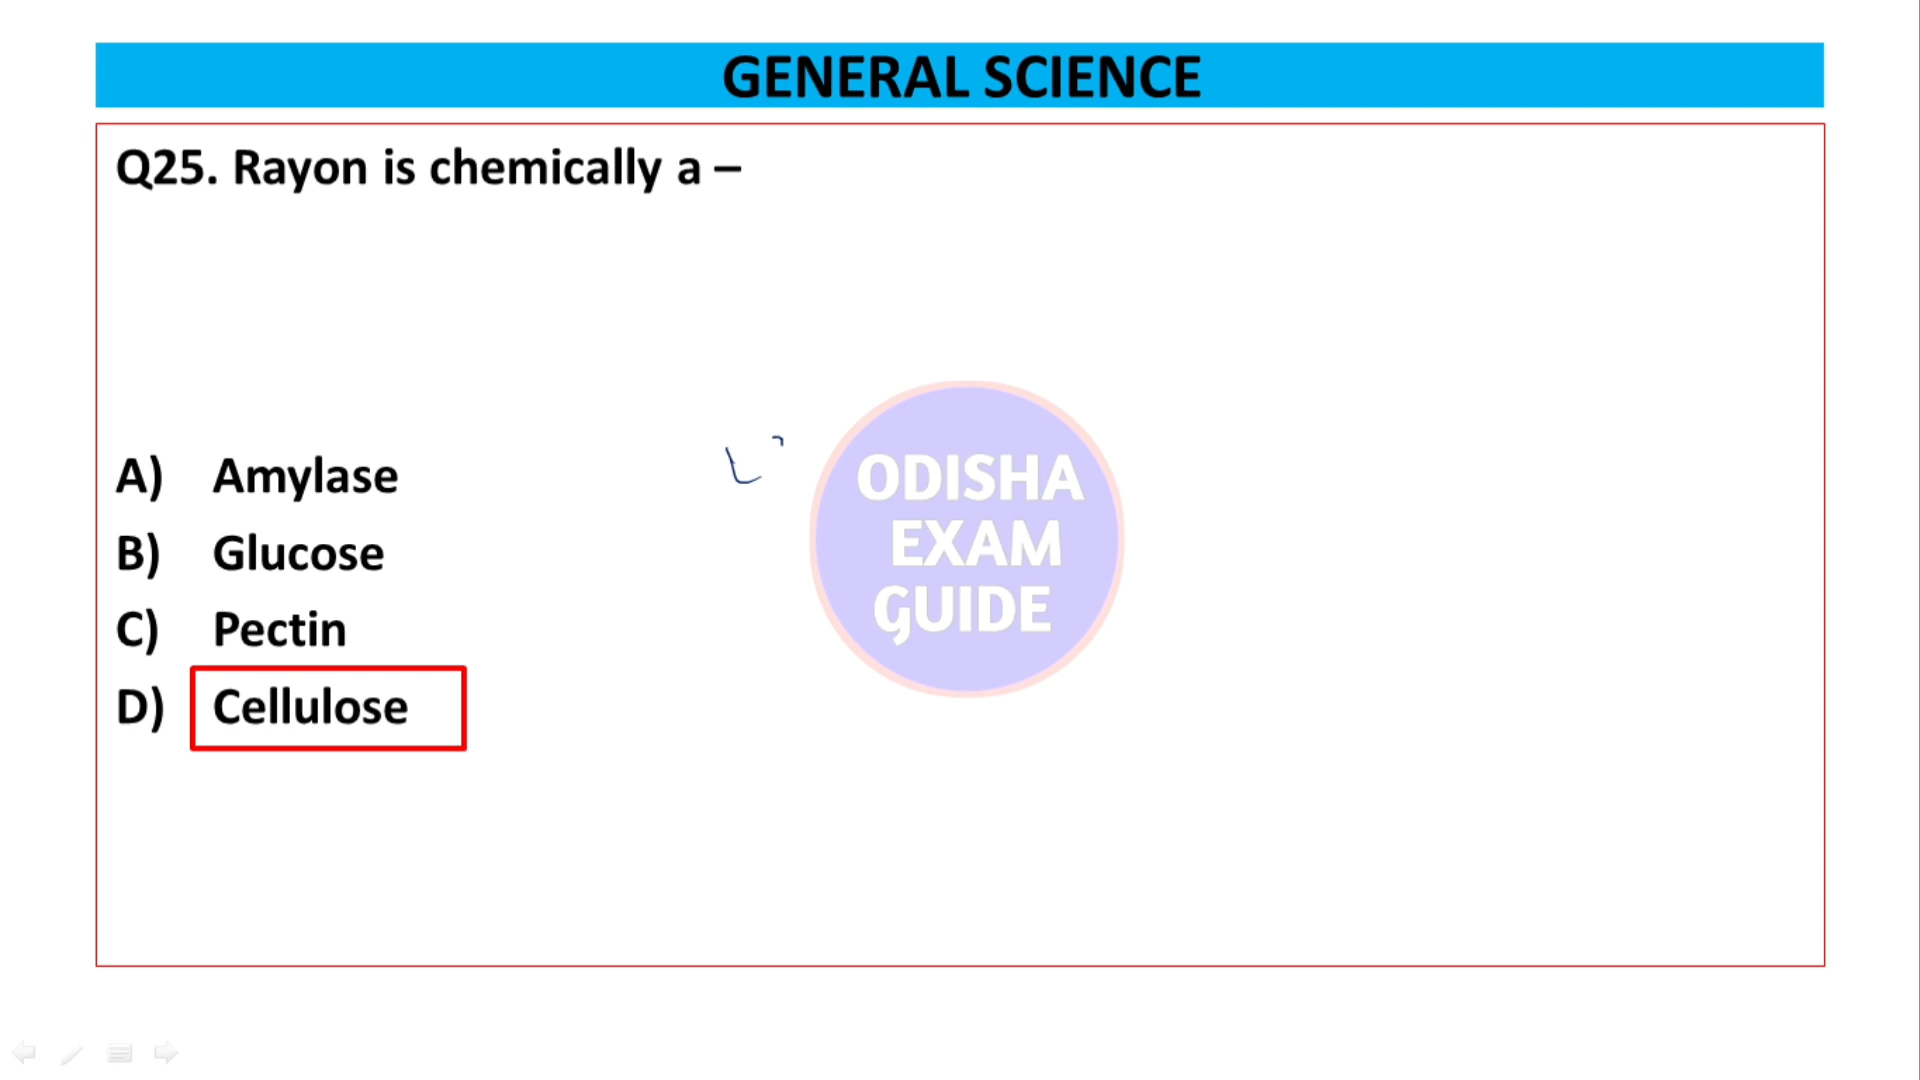 GENERAL SCIENCE
Q25. Rayon is chemically a –
A) Amylase
B) Glucose
C) Pectin
D) Cellulose
ODISHA
EXAM
GUIDE